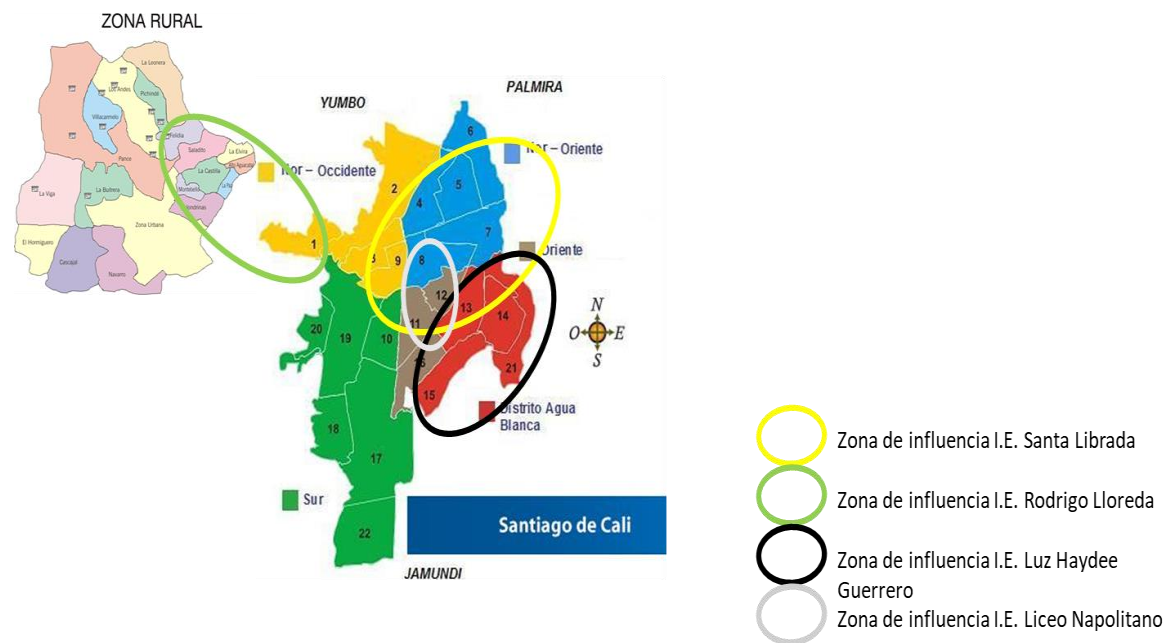 ZONA RURAL
La Leonera
Los Andes
Pichindé
Villacarmelo
Felidia
Saladito
La Elvira
Pance
La Castilla
La Paz
Montebello
La Viga
La Buitrera
Zona Urbana
El Hormiguero
Cascajal
Navarro
YUMBO
PALMIRA
Nor – Occidente
Nor – Oriente
Oriente
6
2
5
4
7
1
3
9
8
12
13
11
14
20
19
10
16
21
15
18
17
22
N
O
E
S
Distrito Agua
Blanca
Sur
Santiago de Cali
JAMUNDI
Zona de influencia I.E. Santa Librada
Zona de influencia I.E. Rodrigo Lloreda
Zona de influencia I.E. Luz Haydee
Guerrero
Zona de influencia I.E. Liceo Napolitano